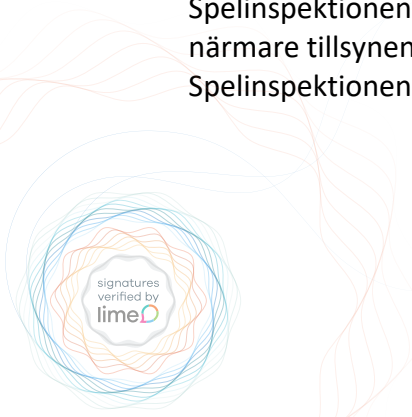 Spelinspektionen
närmare tillsynen
Spelinspektionen
signatures
verified by
lime